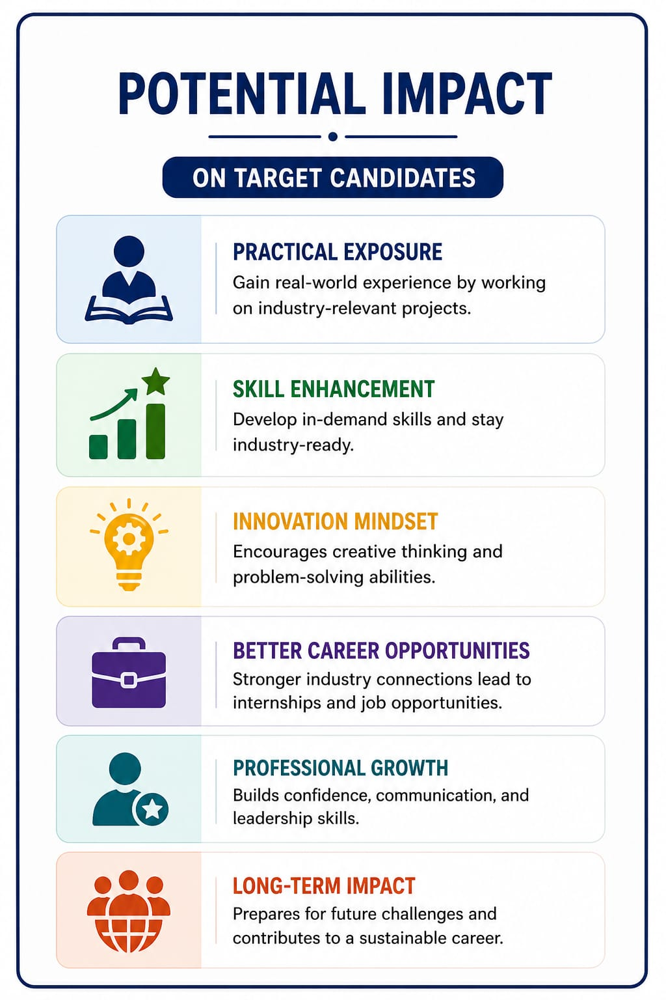 POTENTIAL IMPACT
ON TARGET CANDIDATES
PRACTICAL EXPOSURE
Gain real-world experience by working
on industry-relevant projects.
SKILL ENHANCEMENT
Develop in-demand skills and stay
industry-ready.
INNOVATION MINDSET
Encourages creative thinking and
problem-solving abilities.
BETTER CAREER OPPORTUNITIES
Stronger industry connections lead to
internships and job opportunities.
PROFESSIONAL GROWTH
Builds confidence, communication, and
leadership skills.
LONG-TERM IMPACT
Prepares for future challenges and
contributes to a sustainable career.